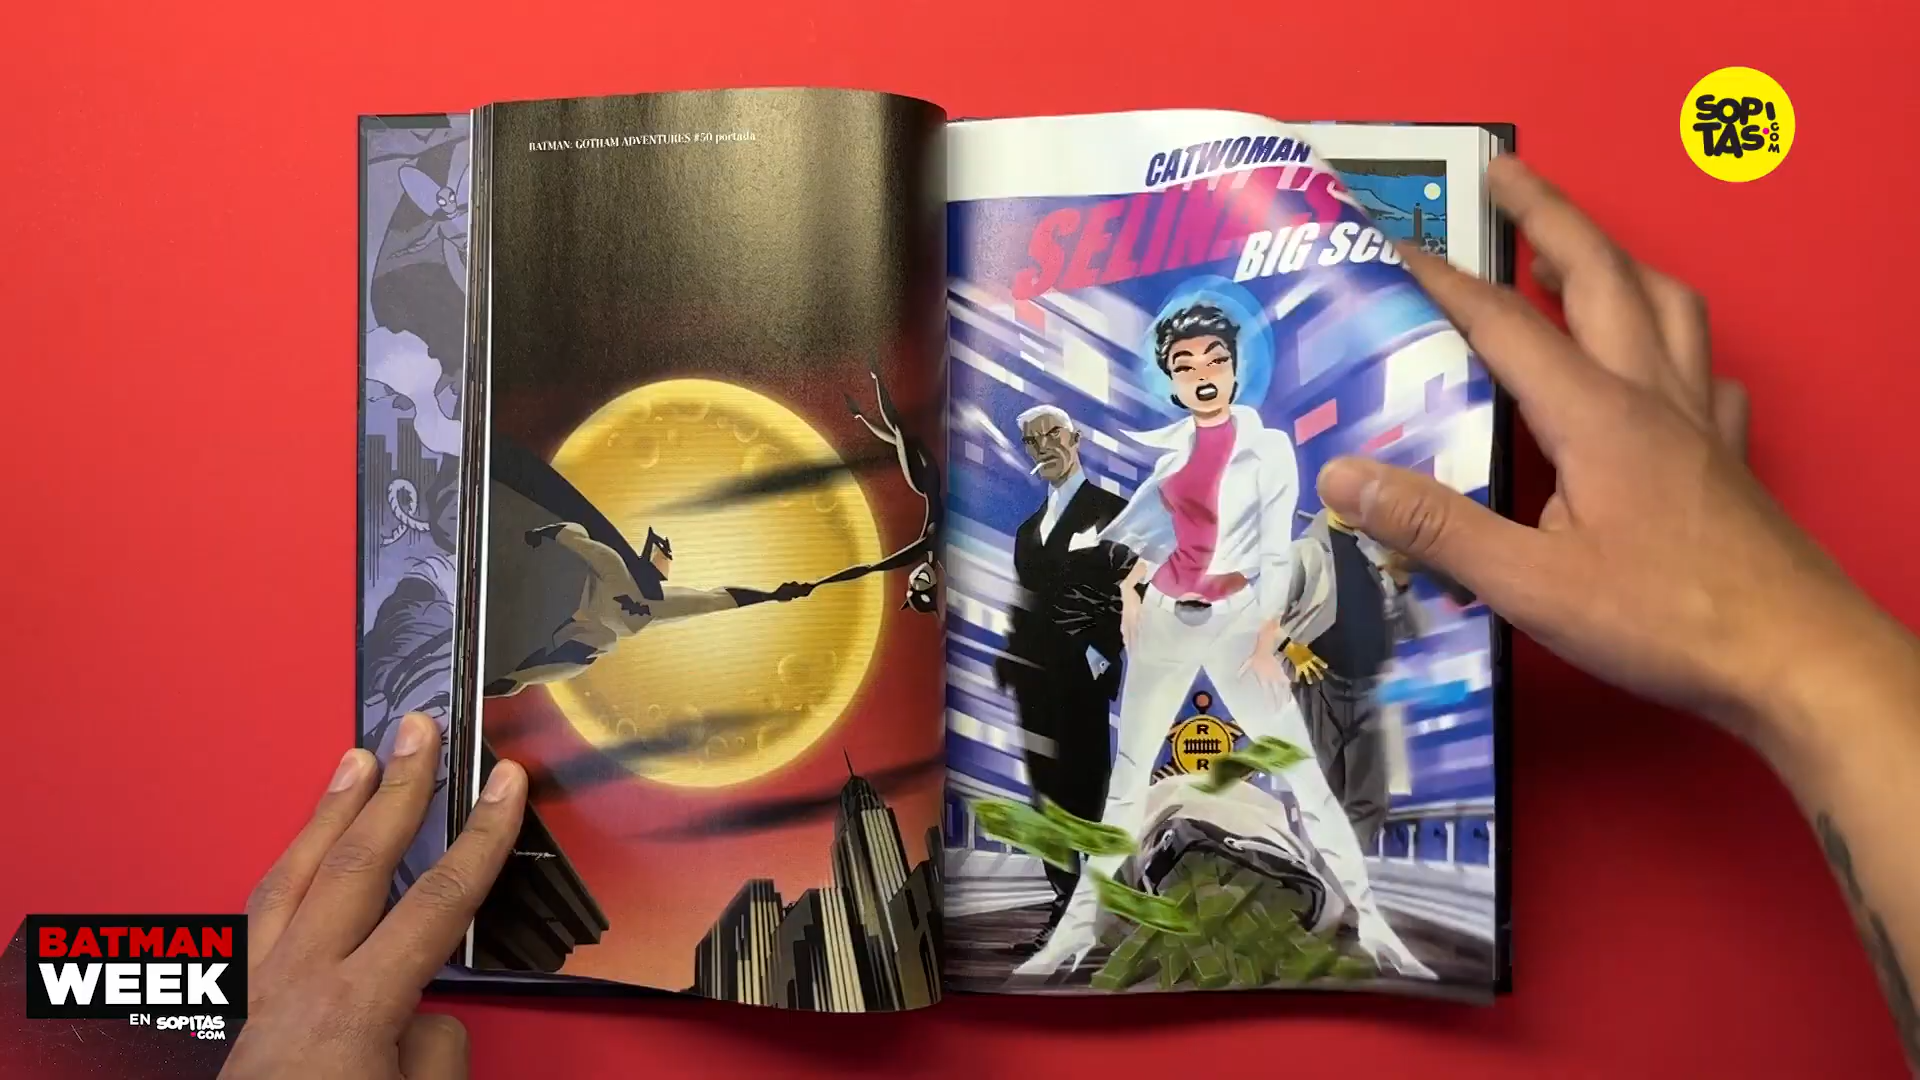 BATMAN: GOTHAM ADVENTURES #50 portada
CATWOMAN
SELINA'S
BIG SCO
R
R
SOPI
TAS.COM
BATMAN
WEEK
EN SOPITAS
.COM